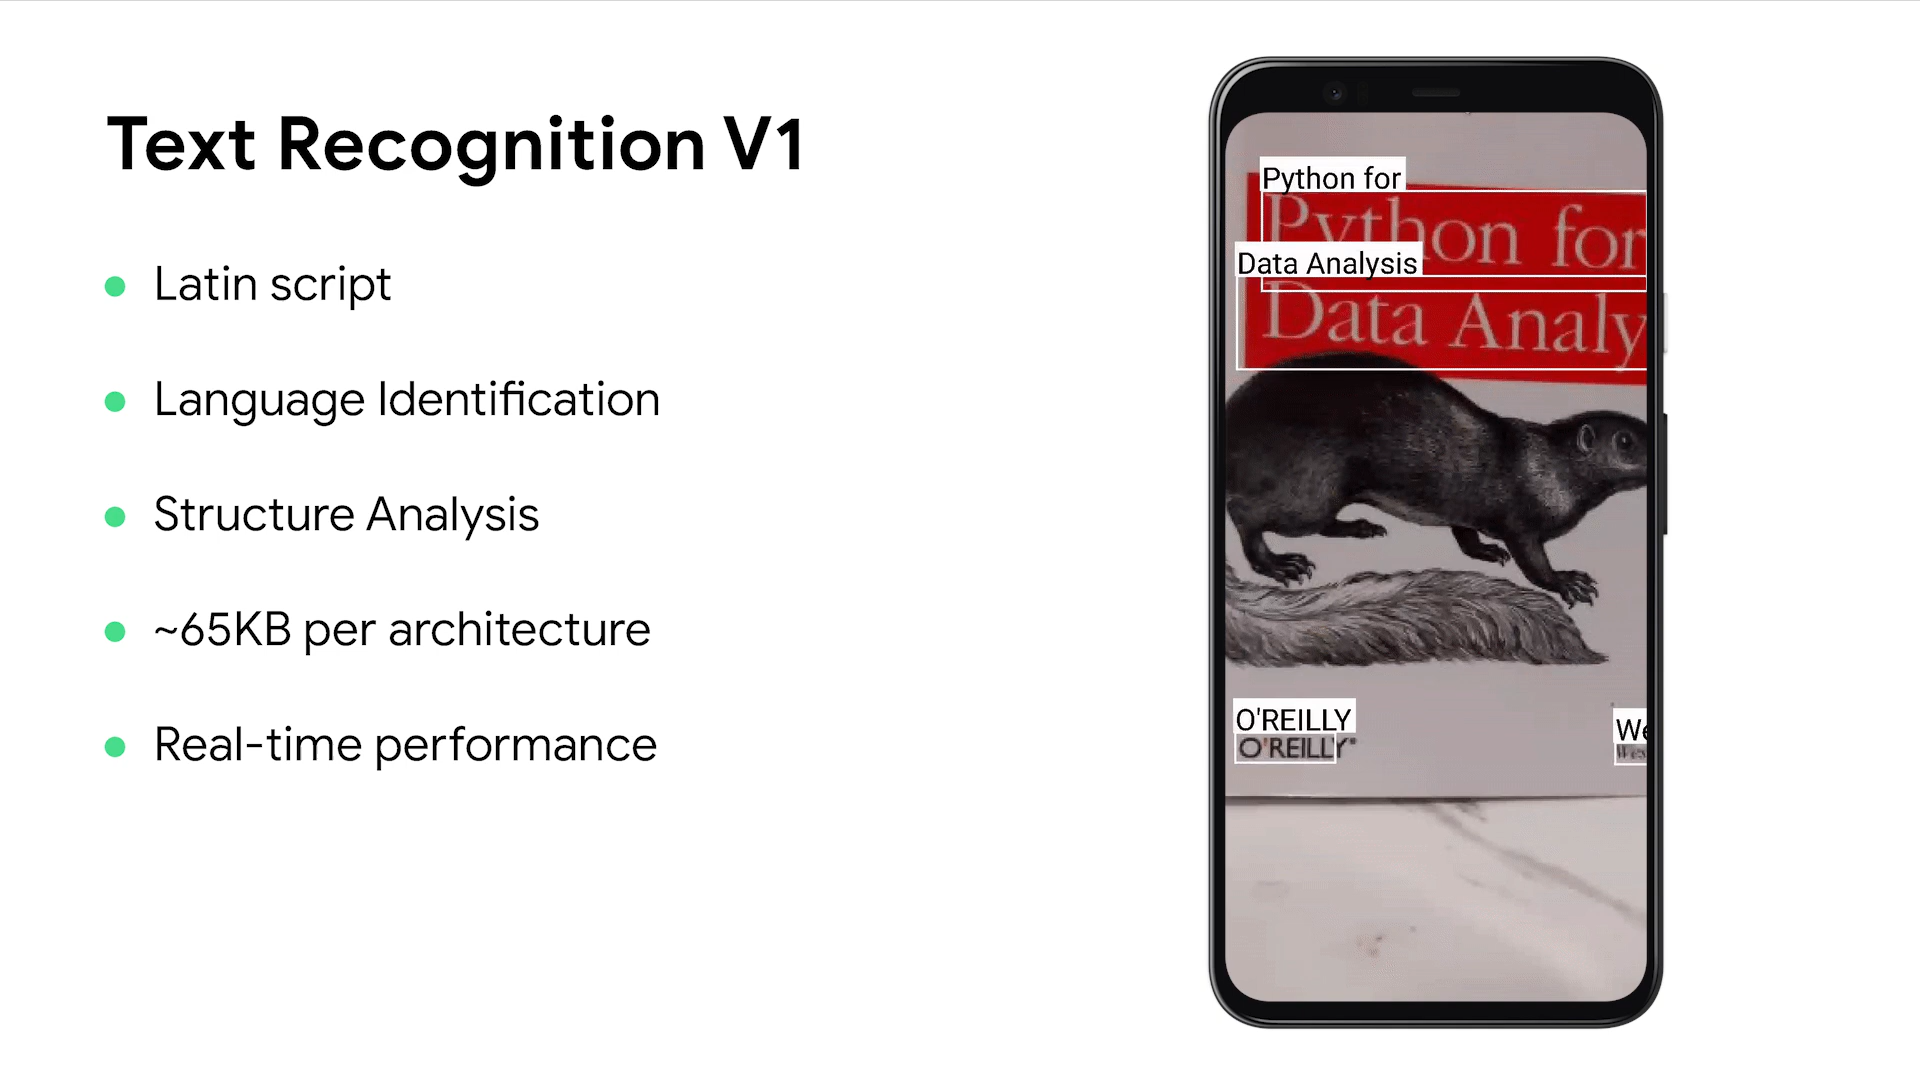 Text Recognition V1
Latin script
Language Identification
Structure Analysis
~65KB per architecture
Real-time performance
Python for
Python for
Data Analysis
Data Analy
O'REILLY
O'REILLY
We
Wes